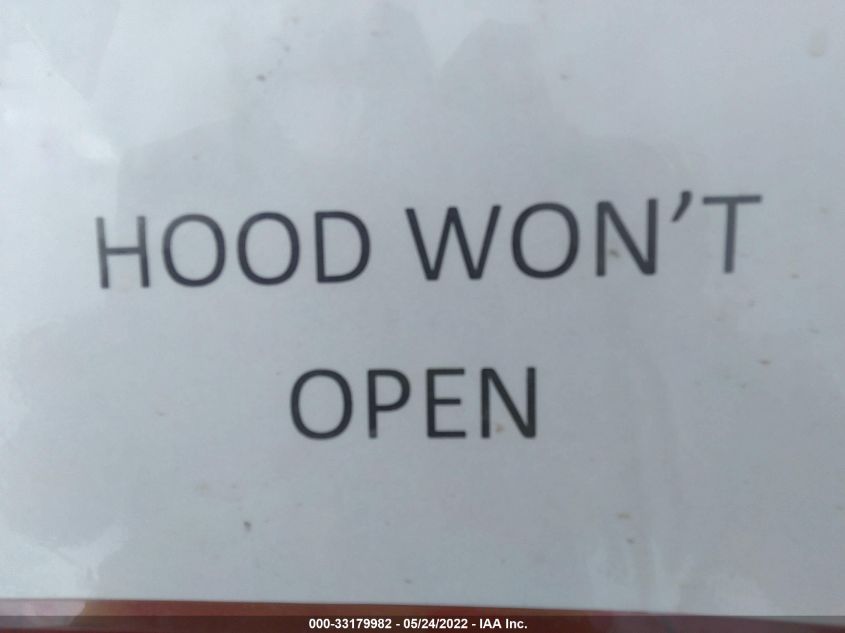 HOOD WON'T
OPEN
000-33179982 - 05/24/2022 - IAA Inc.